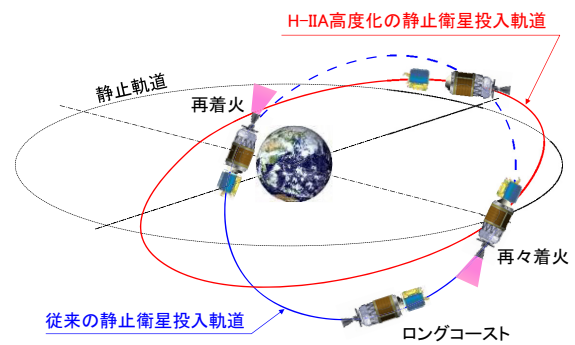 H-IIA高度化の静止衛星投入軌道
静止軌道
再着火
再々着火
従来の静止衛星投入軌道
ロングコースト